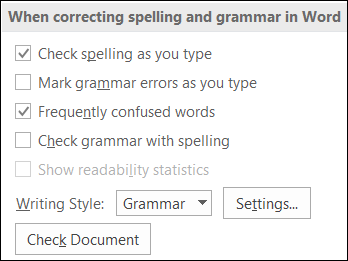 When correcting spelling and grammar in Word
Check spelling as you type
Mark grammar errors as you type
Frequently confused words
Check grammar with spelling
Show readability statistics
Writing Style: Grammar Settings...
Check Document